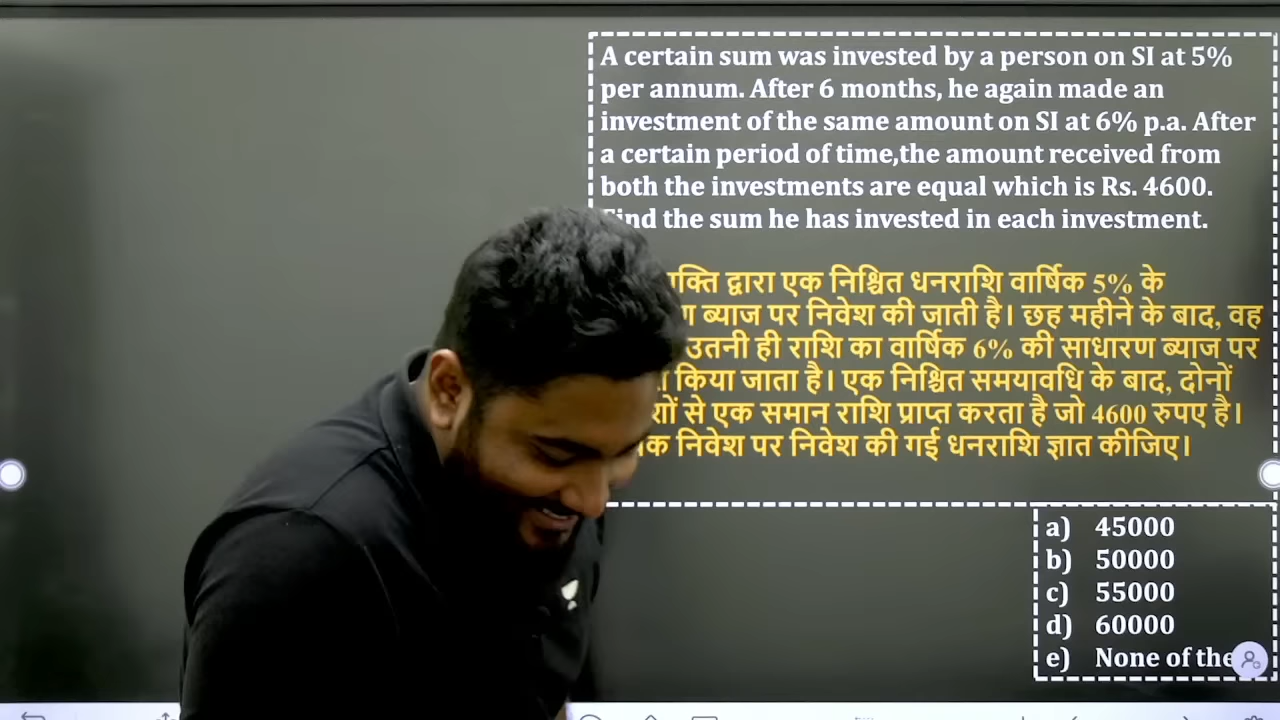 A certain sum was invested by a person on SI at 5%
per annum. After 6 months, he again made an
investment of the same amount on SI at 6% p.a. After
a certain period of time,the amount received from
both the investments are equal which is Rs. 4600.
Find the sum he has invested in each investment.
द्वारा एक निश्चित धनराशि वार्षिक 5% के
ब्याज पर निवेश की जाती है। छह महीने के बाद, वह
उतनी ही राशि का वार्षिक 6% की साधारण ब्याज पर
किया जाता है। एक निश्चित समयावधि के बाद, दोनों
से एक समान राशि प्राप्त करता है जो 4600 रुपए है।
निवेश पर निवेश की गई धनराशि ज्ञात कीजिए।
a) 45000
b) 50000
c) 55000
d) 60000
e) None of the